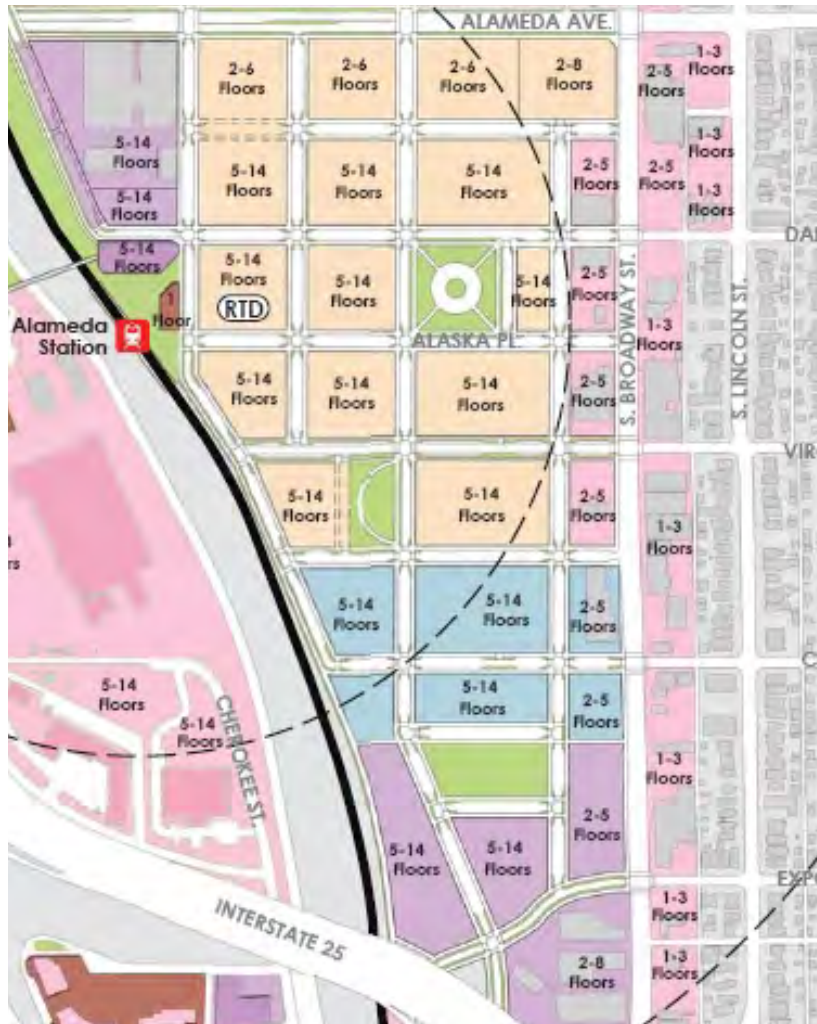 ALAMEDA AVE.
2-6
Floors
2-6
Floors
2-6
Floors
2-8
Floors
2-5
Floors
1-3
Floors
5-14
Floors
5-14
Floors
5-14
Floors
5-14
Floors
5-14
Floors
2-5
Floors
2-5
Floors
1-3
Floors
1-3
Floors
DA
5-14
Floors
5-14
Floors
RTD
5-14
Floors
5-14
Floors
2-5
Floors
S. BROADWAY ST.
S. LINCOLN ST.
1
Floor
Alameda
Station
1-3
Floors
ALASKA PL.
5-14
Floors
5-14
Floors
5-14
Floors
2-5
Floors
VIR
5-14
Floors
5-14
Floors
2-5
Floors
1-3
Floors
rs
5-14
Floors
5-14
Floors
2-5
Floors
5-14
Floors
5-14
Floors
CHEROKEE ST.
5-14
Floors
2-5
Floors
1-3
Floors
5-14
Floors
5-14
Floors
2-5
Floors
EXP
INTERSTATE 25
1-3
Floors
2-8
Floors
1-3
Floors